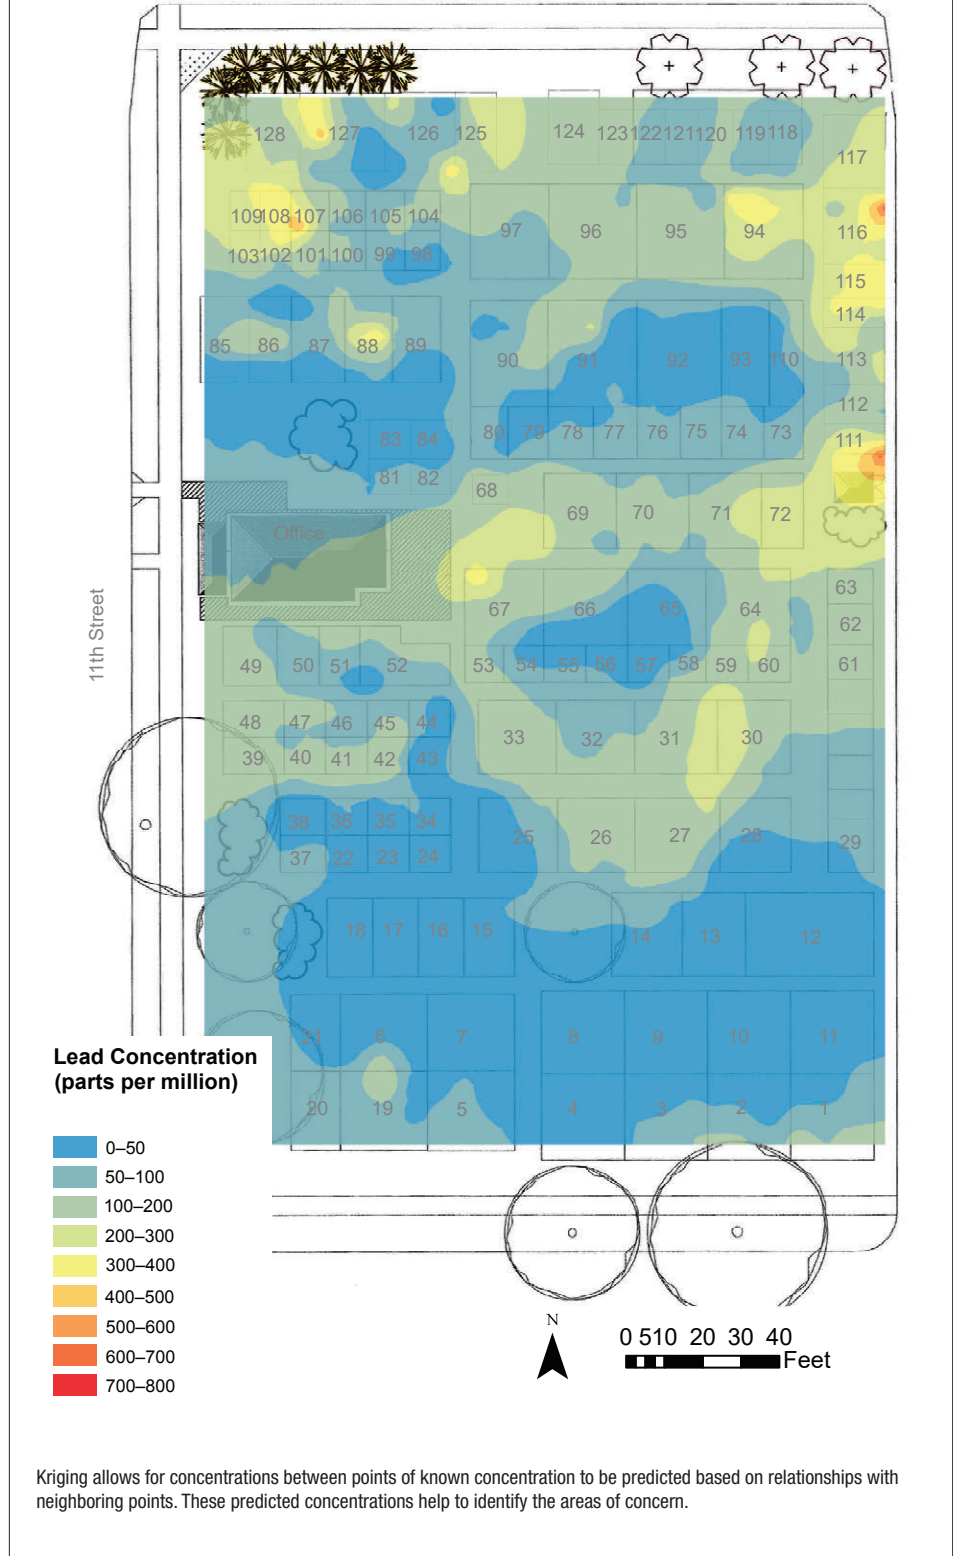 128 127 126 125 124 123 122 121 120 119 118
117
109 108 107 106 105 104
97 96 95 94 116
103 102 101 100 99 98
115
114
85 86 87 88 89
90 91 92 93 110 113
112
83 84
80 79 78 77 76 75 74 73
111
81 82
68
69 70 71 72
Office
63
67 66 65 64
62
11th Street
49 50 51 52
53 54 55 56 57 58 59 60 61
48 47 46 45 44
33 32 31 30
39 40 41 42 43
38 36 35 34
25 26 27 28 29
37 22 23 24
18 17 16 15
14 13 12
21 6 7 8 9 10 11
20 19 5 4 3 2 1
Lead Concentration
(parts per million)
0–50
50–100
100–200
200–300
300–400
400–500
500–600
600–700
700–800
N
0 5 10 20 30 40
Feet
Kriging allows for concentrations between points of known concentration to be predicted based on relationships with
neighboring points. These predicted concentrations help to identify the areas of concern.